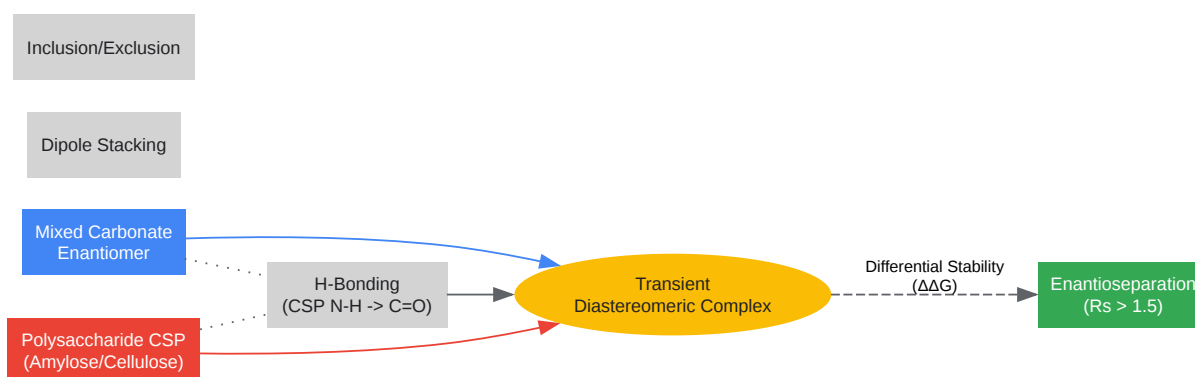 Inclusion/Exclusion
Dipole Stacking
Mixed Carbonate
Enantiomer
H-Bonding
(CSP N-H -> C=O)
Polysaccharide CSP
(Amylose/Cellulose)
Transient
Diastereomeric Complex
Differential Stability
(ΔΔG)
Enantioseparation
(Rs > 1.5)